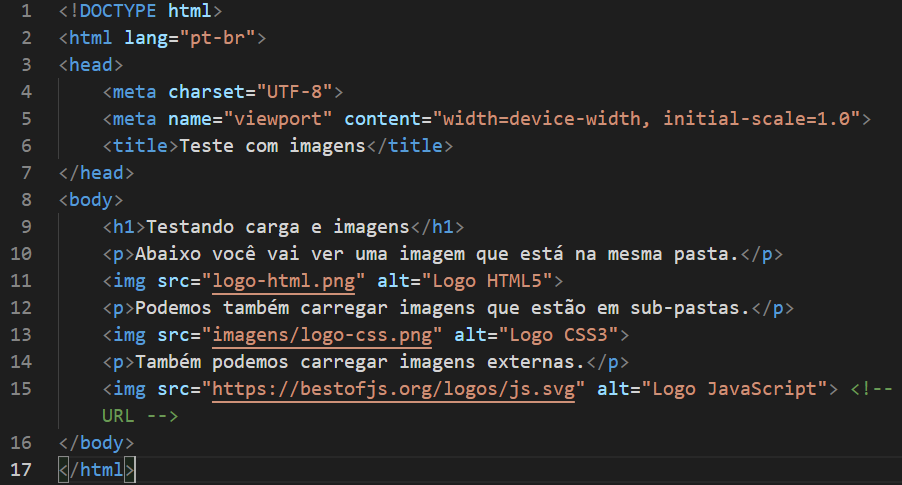 1 <!DOCTYPE html>
2 <html lang="pt-br">
3 <head>
4     <meta charset="UTF-8">
5     <meta name="viewport" content="width=device-width, initial-scale=1.0">
6     <title>Teste com imagens</title>
7 </head>
8 <body>
9     <h1>Testando carga e imagens</h1>
10     <p>Abaixo você vai ver uma imagem que está na mesma pasta.</p>
11     <img src="logo-html.png" alt="Logo HTML5">
12     <p>Podemos também carregar imagens que estão em sub-pastas.</p>
13     <img src="imagens/logo-css.png" alt="Logo CSS3">
14     <p>Também podemos carregar imagens externas.</p>
15     <img src="https://bestofjs.org/logos/js.svg" alt="Logo JavaScript"> <!--
    URL -->
16 </body>
17 </html>